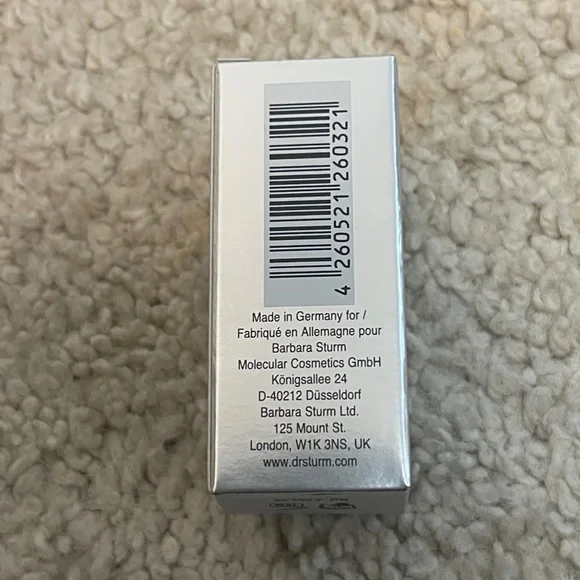 4 260521 260321
Made in Germany for /
Fabriqué en Allemagne pour
Barbara Sturm
Molecular Cosmetics GmbH
Königsallee 24
D-40212 Düsseldorf
Barbara Sturm Ltd.
125 Mount St.
London, W1K 3NS, UK
www.drsturm.com